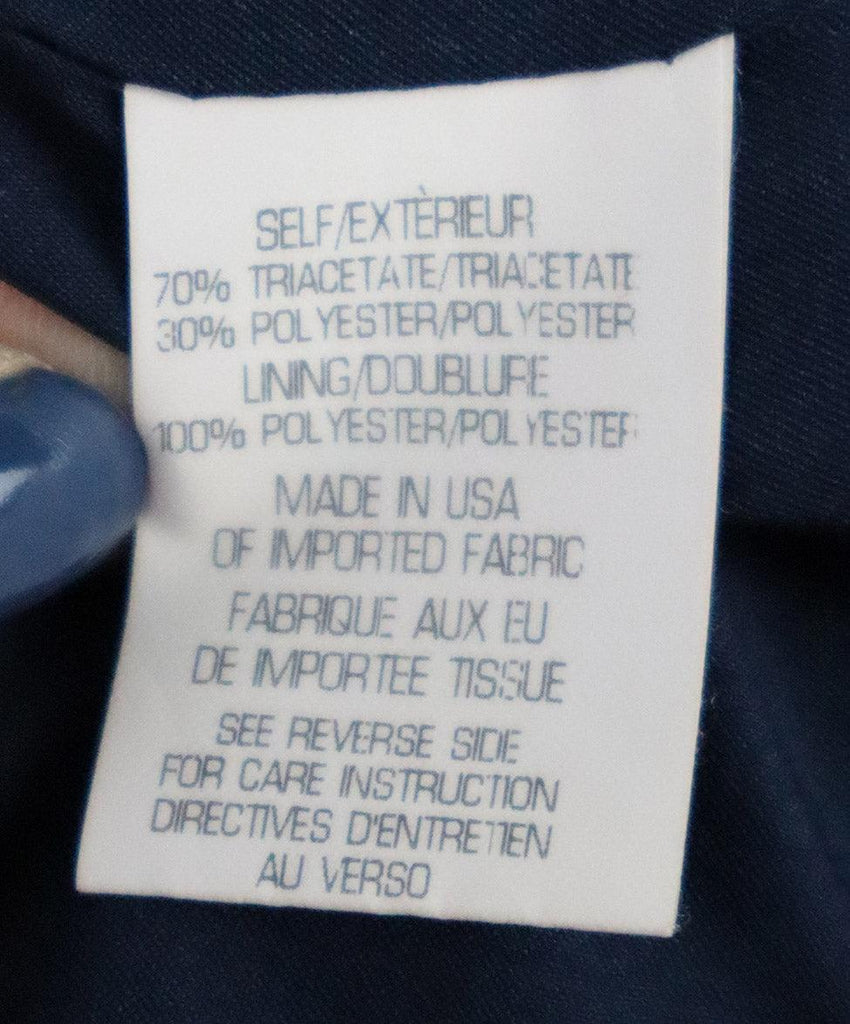 SELF/EXTÈRIEUR
70% TRIACETATE/TRIACETATE
30% POLYESTER/POLYESTER
LINING/DOUBLURE
100% POLYESTER/POLYESTER
MADE IN USA
OF IMPORTED FABRIC
FABRIQUE AUX EU
DE IMPORTEE TISSUE
SEE REVERSE SIDE
FOR CARE INSTRUCTION
DIRECTIVES D'ENTRETIEN
AU VERSO